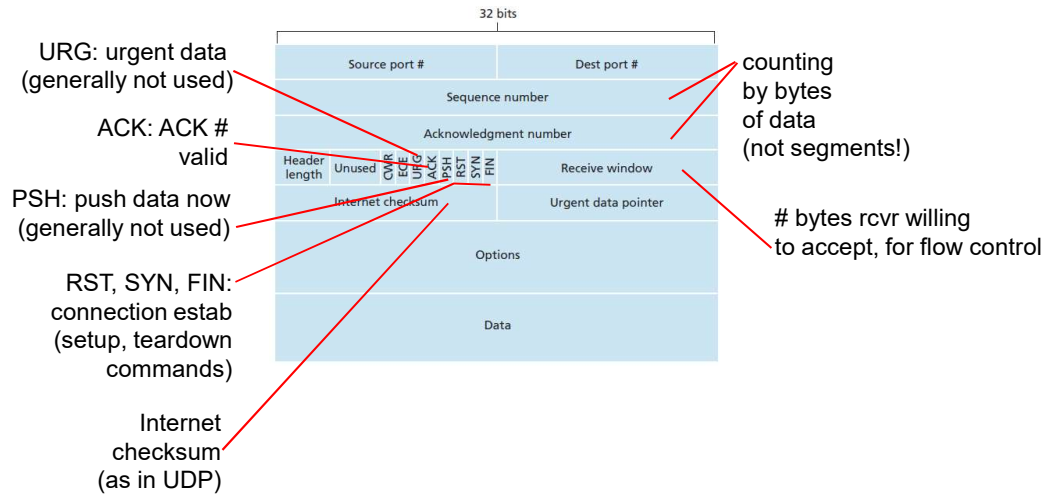 32 bits
URG: urgent data
(generally not used)
ACK: ACK #
valid
PSH: push data now
(generally not used)
RST, SYN, FIN:
connection estab
(setup, teardown
commands)
Internet
checksum
(as in UDP)
Source port #
Dest port #
Sequence number
Acknowledgment number
Header
length
Unused
CWR
ECE
URG
ACK
PSH
RST
SYN
FIN
Receive window
Internet checksum
Urgent data pointer
Options
Data
counting
by bytes
of data
(not segments!)
# bytes rcvr willing
to accept, for flow control